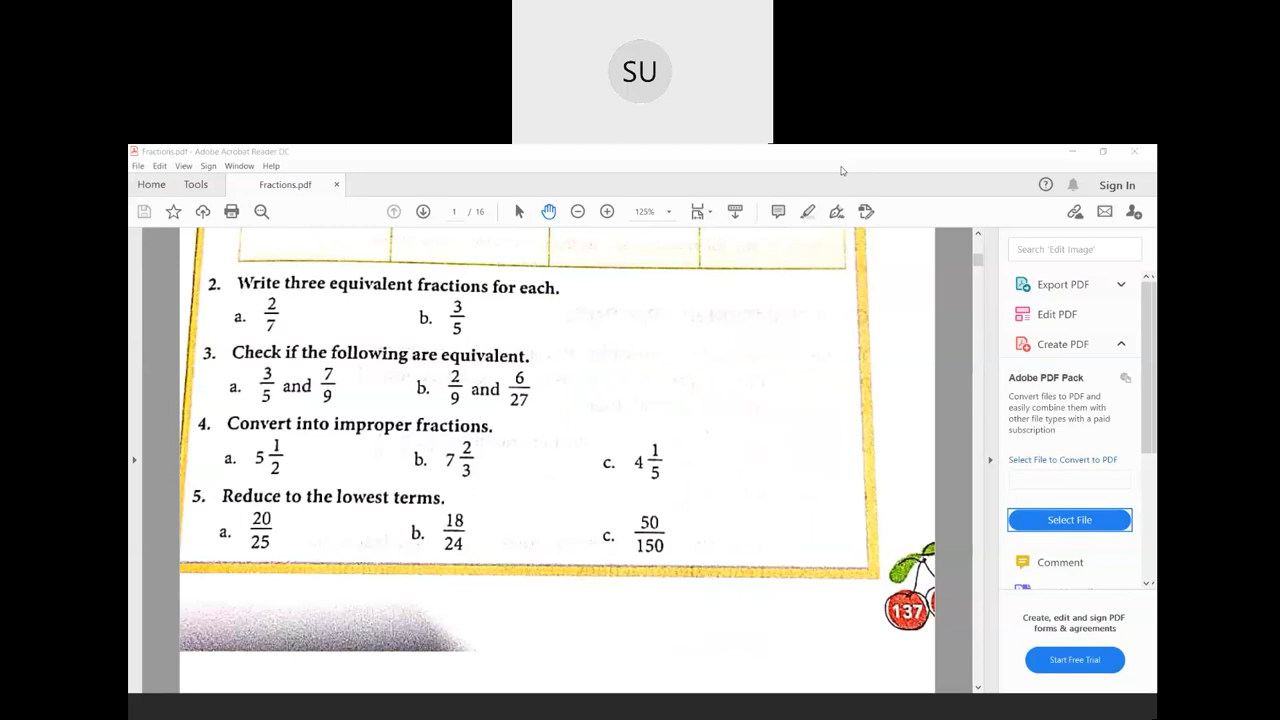 SU
Fractions.pdf - Adobe Acrobat Reader DC
File Edit View Sign Window Help
Home Tools Fractions.pdf × Sign In
1 / 16 125%
2. Write three equivalent fractions for each.
a. 2/7 b. 3/5
3. Check if the following are equivalent.
a. 3/5 and 7/9 b. 2/9 and 6/27
4. Convert into improper fractions.
a. 5 1/2 b. 7 2/3 c. 4 1/5
5. Reduce to the lowest terms.
a. 20/25 b. 18/24 c. 50/150
137
Search 'Edit Image'
Export PDF
Edit PDF
Create PDF
Adobe PDF Pack
Convert files to PDF and
easily combine them with
other file types with a paid
subscription
Select File to Convert to PDF
Select File
Comment
Create, edit and sign PDF
forms & agreements
Start Free Trial